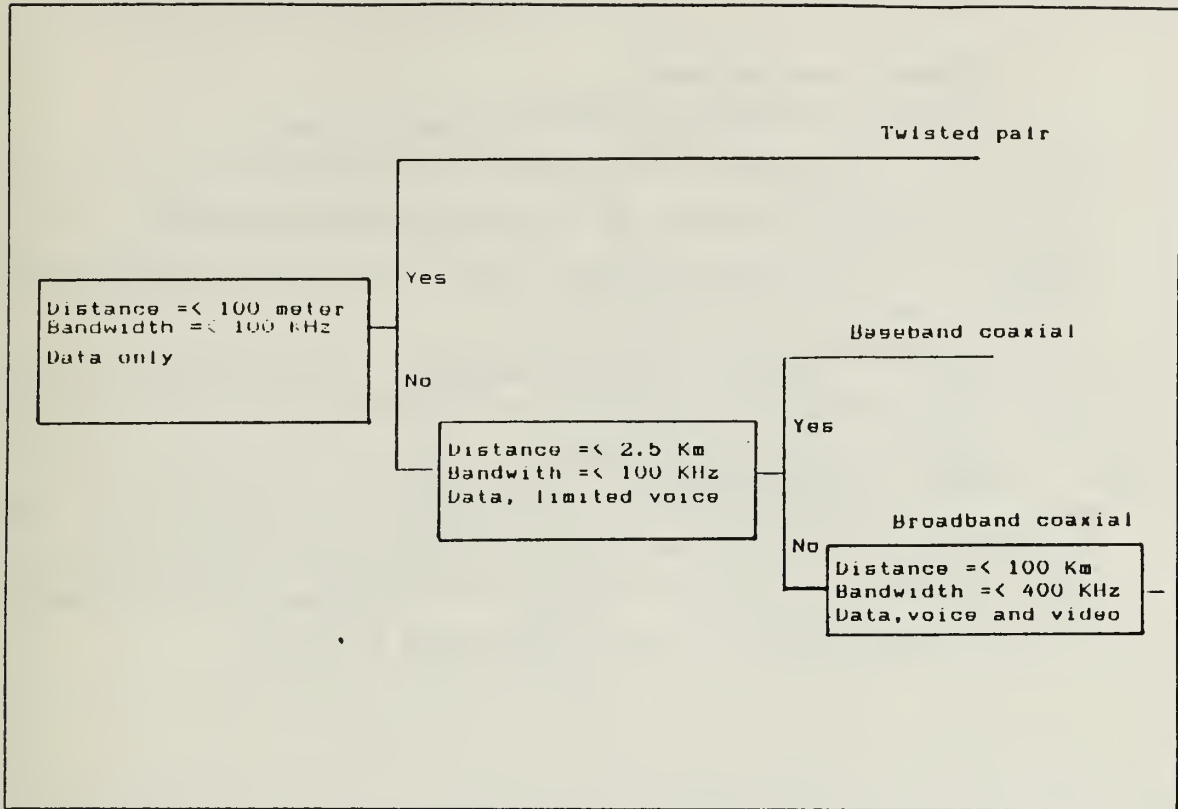 Twisted pair
Yes
Distance =< 100 meter
Bandwidth =< 100 KHz
Data only
Baseband coaxial
No
Yes
Distance =< 2.5 Km
Bandwith =< 100 KHz
Data, limited voice
Broadband coaxial
No
Distance =< 100 Km
Bandwidth =< 400 KHz
Data,voice and video